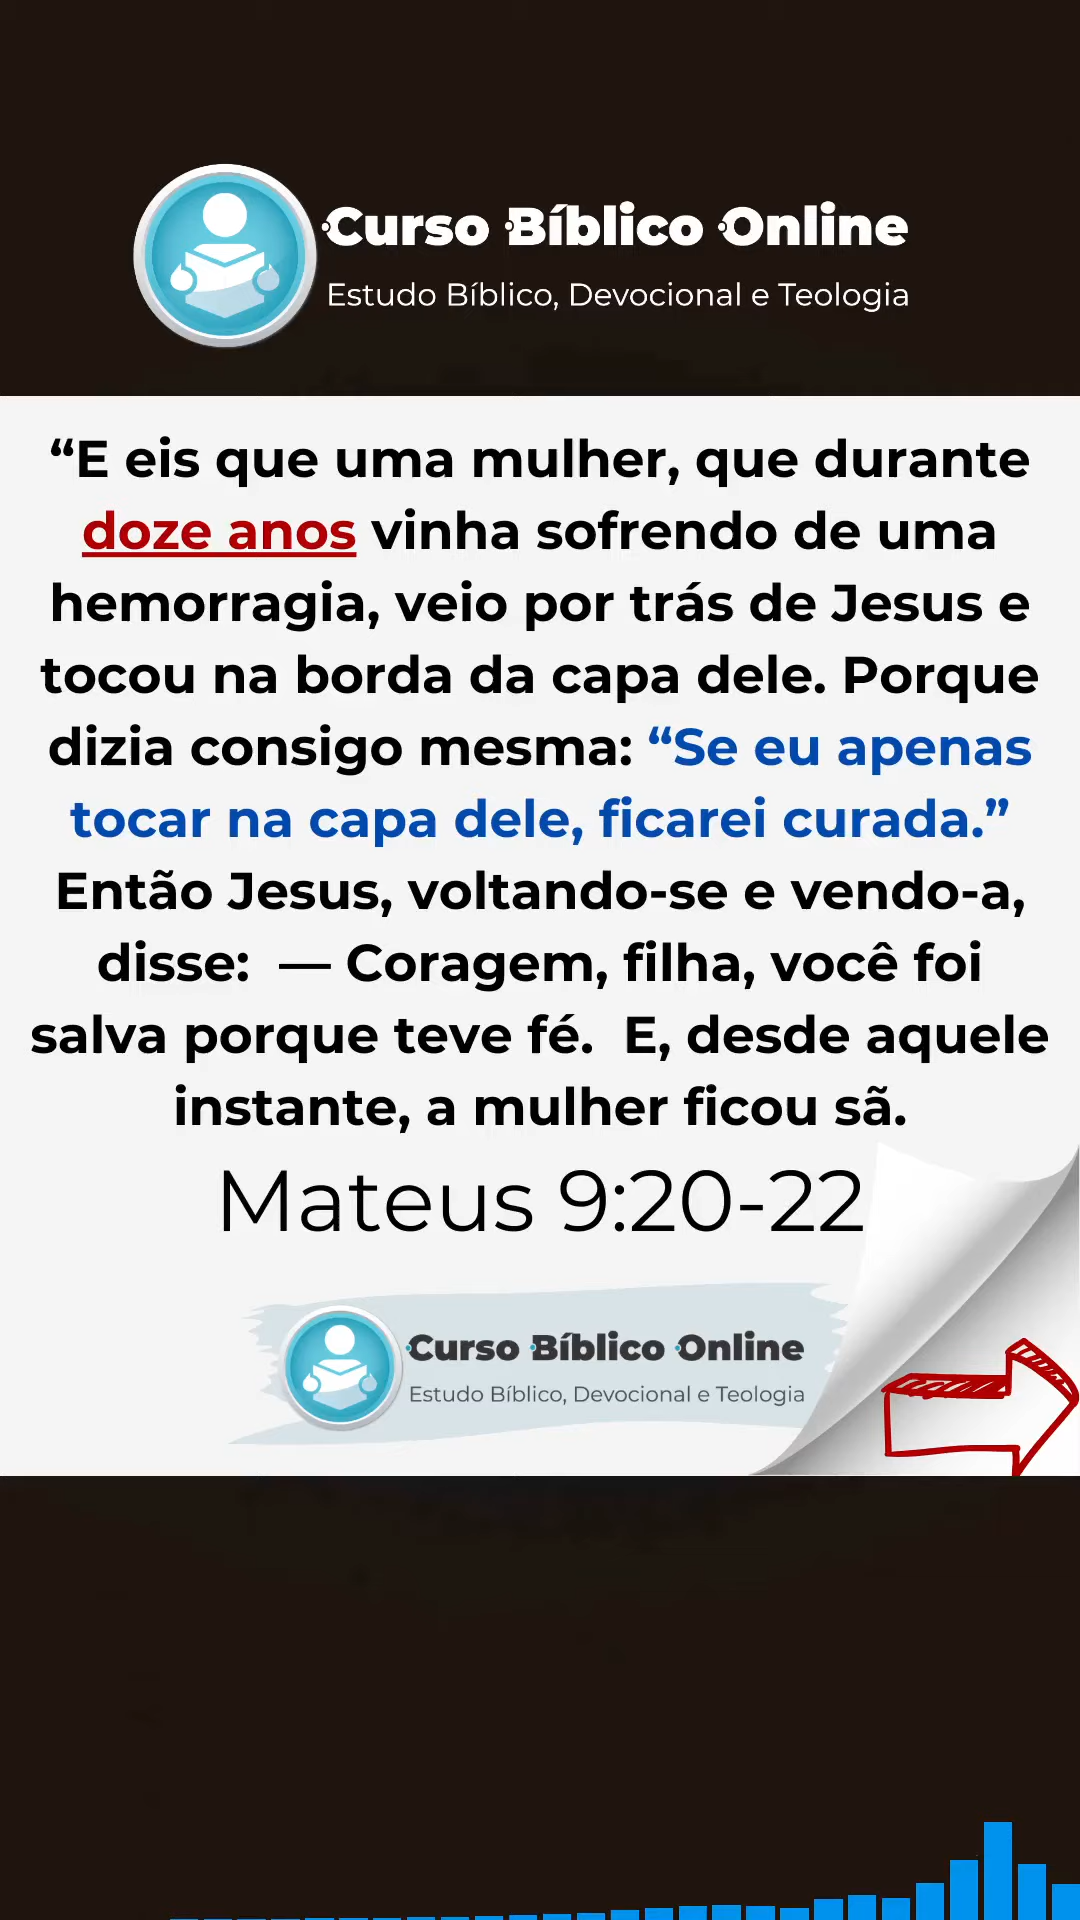 Curso Bíblico Online
Estudo Bíblico, Devocional e Teologia
“E eis que uma mulher, que durante
doze anos vinha sofrendo de uma
hemorragia, veio por trás de Jesus e
tocou na borda da capa dele. Porque
dizia consigo mesma: “Se eu apenas
tocar na capa dele, ficarei curada.”
Então Jesus, voltando-se e vendo-a,
disse:  — Coragem, filha, você foi
salva porque teve fé.  E, desde aquele
instante, a mulher ficou sã.
Mateus 9:20-22
Curso Bíblico Online
Estudo Bíblico, Devocional e Teologia